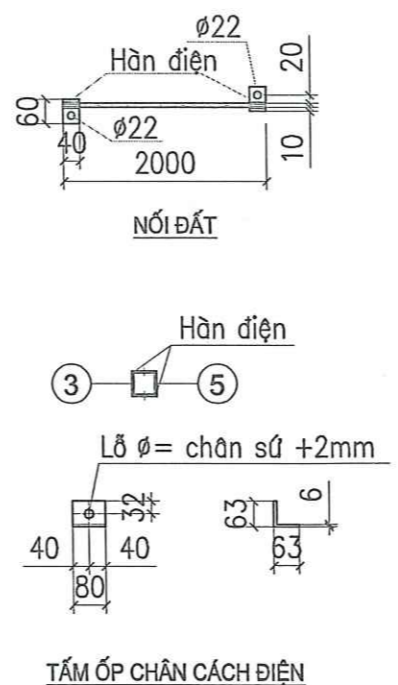 ø22
Hàn điện
20
60
ø22
40
10
2000
NỐI ĐẤT
Hàn điện
3
5
Lỗ ø= chân sứ +2mm
32
63
6
40
40
63
80
TẤM ỐP CHÂN CÁCH ĐIỆN